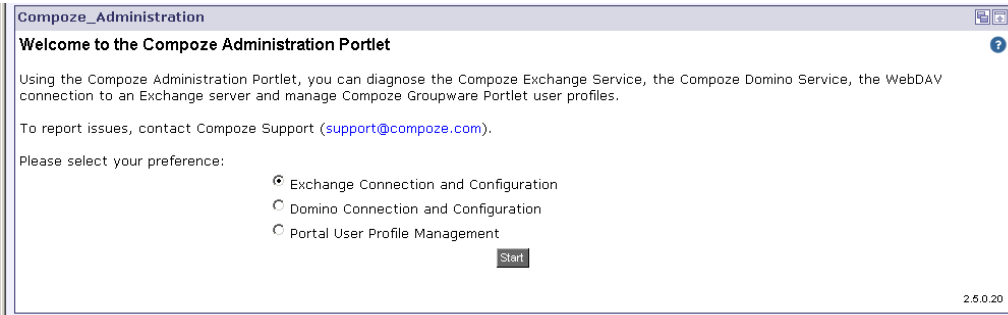 Compoze_Administration
Welcome to the Compoze Administration Portlet
Using the Compoze Administration Portlet, you can diagnose the Compoze Exchange Service, the Compoze Domino Service, the WebDAV
connection to an Exchange server and manage Compoze Groupware Portlet user profiles.
To report issues, contact Compoze Support (support@compoze.com).
Please select your preference:
Exchange Connection and Configuration
Domino Connection and Configuration
Portal User Profile Management
Start
2.5.0.20